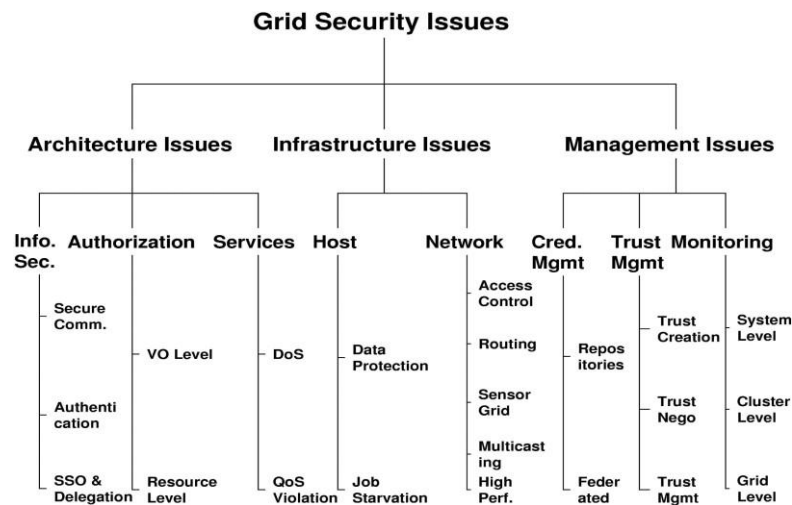 Grid Security Issues
Architecture Issues
Infrastructure Issues
Management Issues
Info.
Sec.
Authorization
Services
Host
Network
Cred.
Mgmt
Trust
Mgmt
Monitoring
Secure
Comm.
Authenti
cation
SSO &
Delegation
VO Level
Resource
Level
DoS
QoS
Violation
Data
Protection
Job
Starvation
Access
Control
Routing
Sensor
Grid
Multicast
ing
High
Perf.
Repos
itories
Feder
ated
Trust
Creation
Trust
Nego
Trust
Mgmt
System
Level
Cluster
Level
Grid
Level